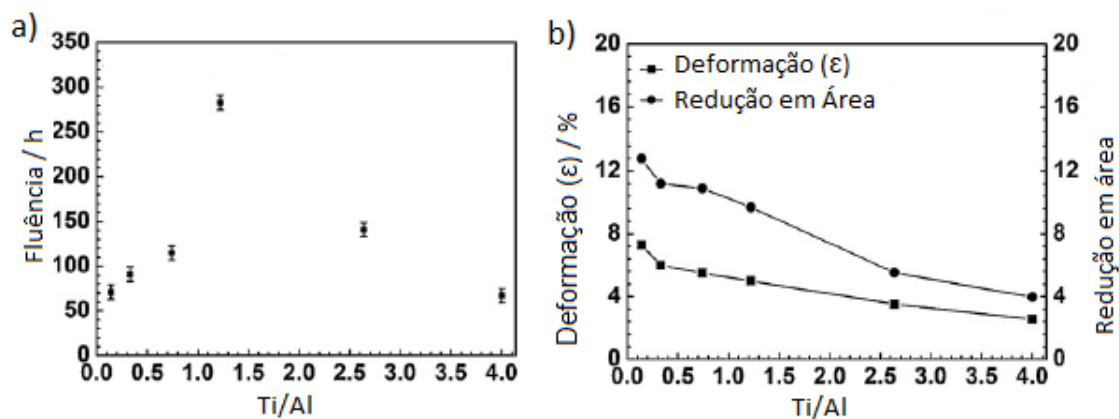 a)
350
300
250
200
150
100
50
0
Fluência / h
0.0 0.5 1.0 1.5 2.0 2.5 3.0 3.5 4.0
Ti/Al
b)
20
16
12
8
4
0
Deformação (ε) / %
Deformação (ε)
Redução em Área
20
16
12
8
4
0
Redução em área
0.0 0.5 1.0 1.5 2.0 2.5 3.0 3.5 4.0
Ti/Al